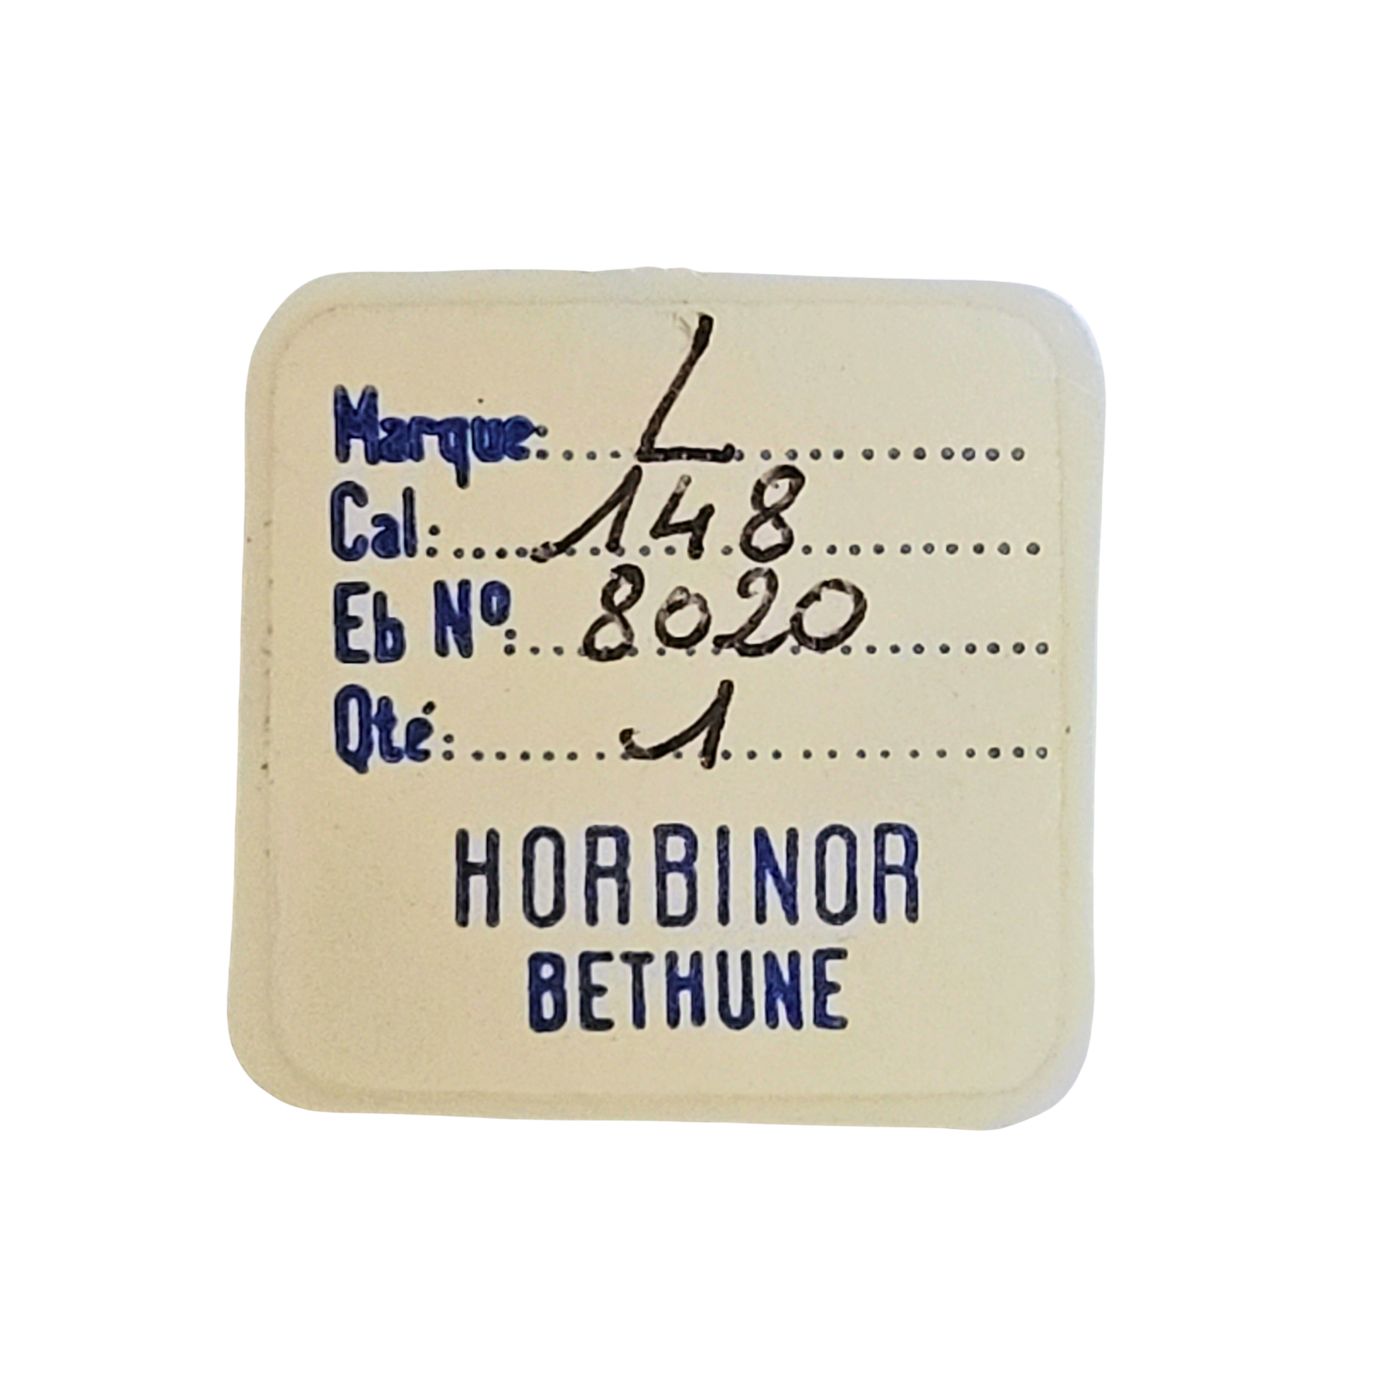 Marque: L
Cal: 148
Eb Nº: 8020
Qté: 1
HORBINOR
BETHUNE